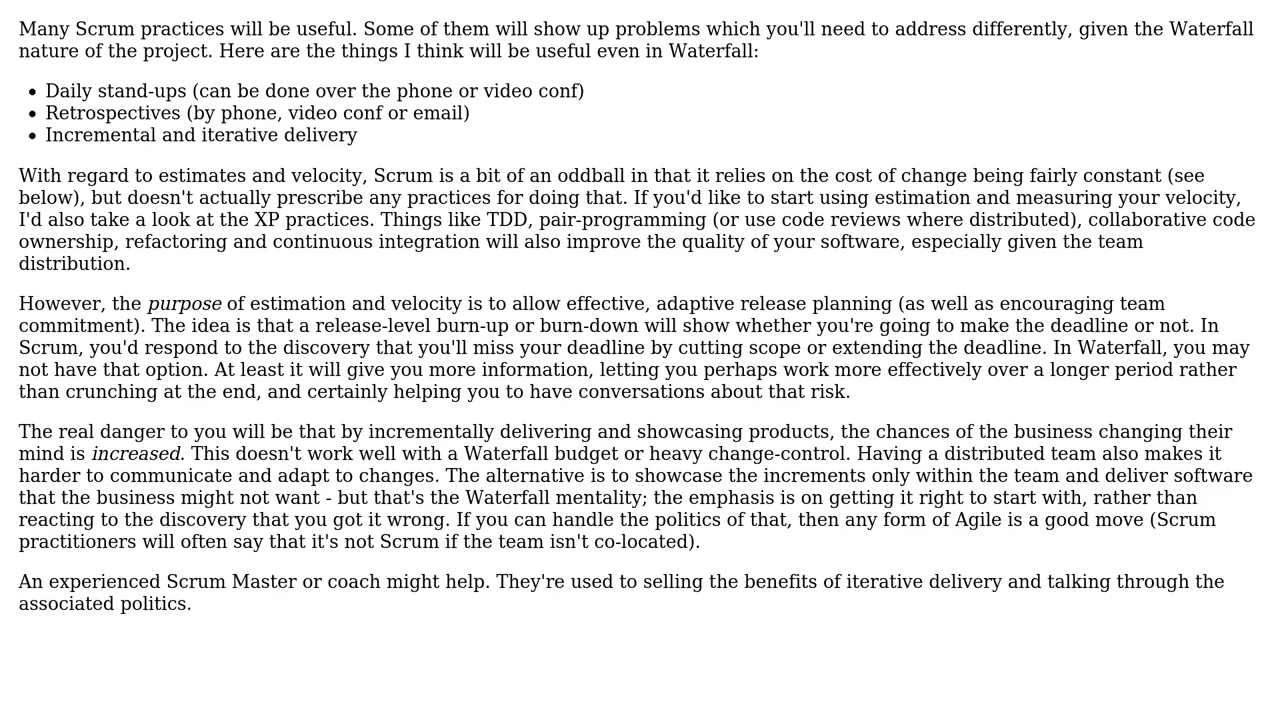 Many Scrum practices will be useful. Some of them will show up problems which you'll need to address differently, given the Waterfall
nature of the project. Here are the things I think will be useful even in Waterfall:
• Daily stand-ups (can be done over the phone or video conf)
• Retrospectives (by phone, video conf or email)
• Incremental and iterative delivery
With regard to estimates and velocity, Scrum is a bit of an oddball in that it relies on the cost of change being fairly constant (see
below), but doesn't actually prescribe any practices for doing that. If you'd like to start using estimation and measuring your velocity,
I'd also take a look at the XP practices. Things like TDD, pair-programming (or use code reviews where distributed), collaborative code
ownership, refactoring and continuous integration will also improve the quality of your software, especially given the team
distribution.
However, the purpose of estimation and velocity is to allow effective, adaptive release planning (as well as encouraging team
commitment). The idea is that a release-level burn-up or burn-down will show whether you're going to make the deadline or not. In
Scrum, you'd respond to the discovery that you'll miss your deadline by cutting scope or extending the deadline. In Waterfall, you may
not have that option. At least it will give you more information, letting you perhaps work more effectively over a longer period rather
than crunching at the end, and certainly helping you to have conversations about that risk.
The real danger to you will be that by incrementally delivering and showcasing products, the chances of the business changing their
mind is increased. This doesn't work well with a Waterfall budget or heavy change-control. Having a distributed team also makes it
harder to communicate and adapt to changes. The alternative is to showcase the increments only within the team and deliver software
that the business might not want - but that's the Waterfall mentality; the emphasis is on getting it right to start with, rather than
reacting to the discovery that you got it wrong. If you can handle the politics of that, then any form of Agile is a good move (Scrum
practitioners will often say that it's not Scrum if the team isn't co-located).
An experienced Scrum Master or coach might help. They're used to selling the benefits of iterative delivery and talking through the
associated politics.